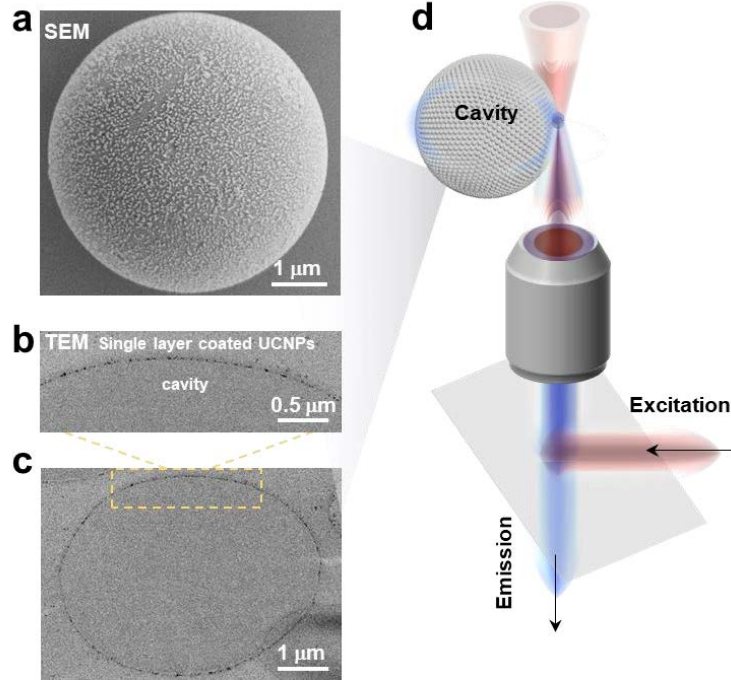 a
SEM
1 μm
b
TEM Single layer coated UCNPs
cavity
0.5 μm
c
1 μm
d
Cavity
Excitation
Emission